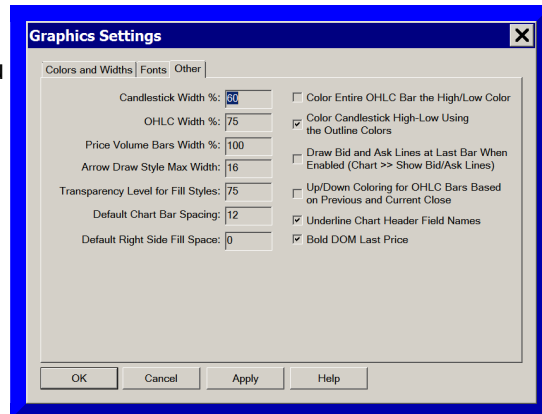 Graphics Settings
Colors and Widths Fonts Other
Candlestick Width %: 60
OHLC Width %: 75
Price Volume Bars Width %: 100
Arrow Draw Style Max Width: 16
Transparency Level for Fill Styles: 75
Default Chart Bar Spacing: 12
Default Right Side Fill Space: 0
Color Entire OHLC Bar the High/Low Color
Color Candlestick High-Low Using
the Outline Colors
Draw Bid and Ask Lines at Last Bar When
Enabled (Chart >> Show Bid/Ask Lines)
Up/Down Coloring for OHLC Bars Based
on Previous and Current Close
Underline Chart Header Field Names
Bold DOM Last Price
OK Cancel Apply Help